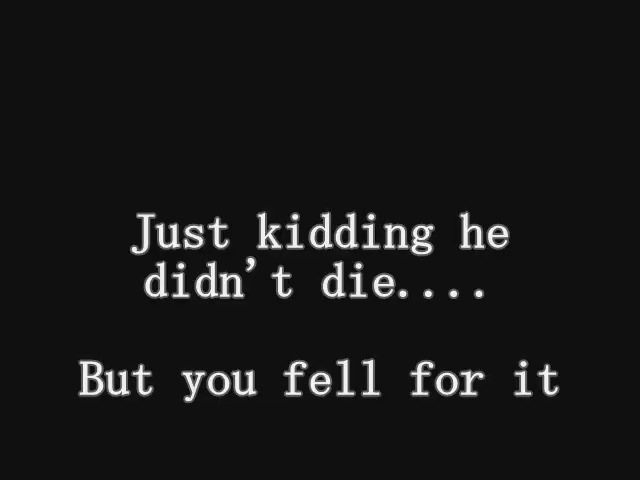 Just kidding he
didn't die....
But you fell for it